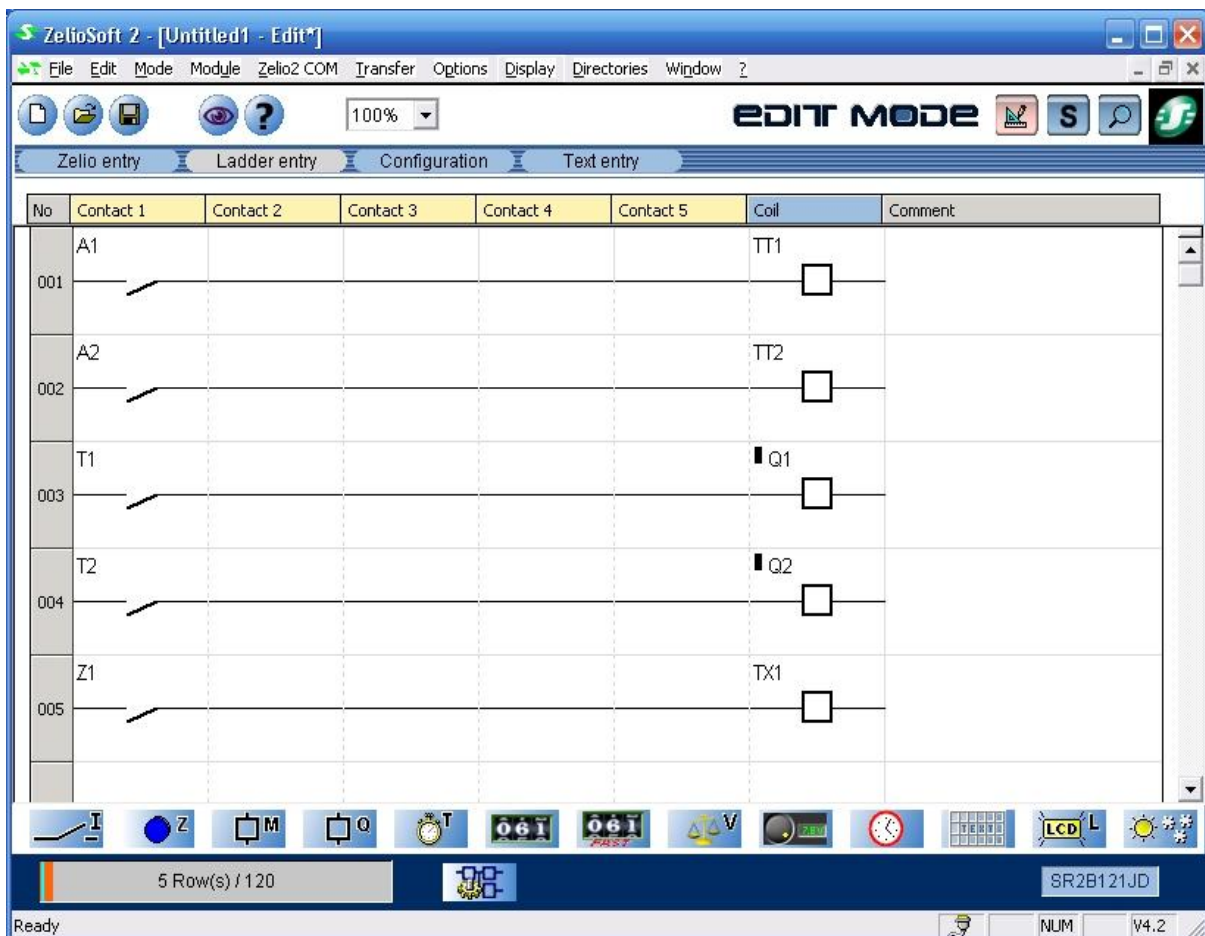 ZelioSoft 2 - [Untitled1 - Edit*]
File Edit Mode Module Zelio2 COM Transfer Options Display Directories Window ?
? 100% EDIT MODE S
Zelio entry Ladder entry Configuration Text entry
No Contact 1 Contact 2 Contact 3 Contact 4 Contact 5 Coil Comment
A1 TT1
001
A2 TT2
002
T1 Q1
003
T2 Q2
004
Z1 TX1
005
I Z M Q T 061 061 FAST V 7.8V TEXT LCD L
5 Row(s) / 120 SR2B121JD
Ready NUM V4.2